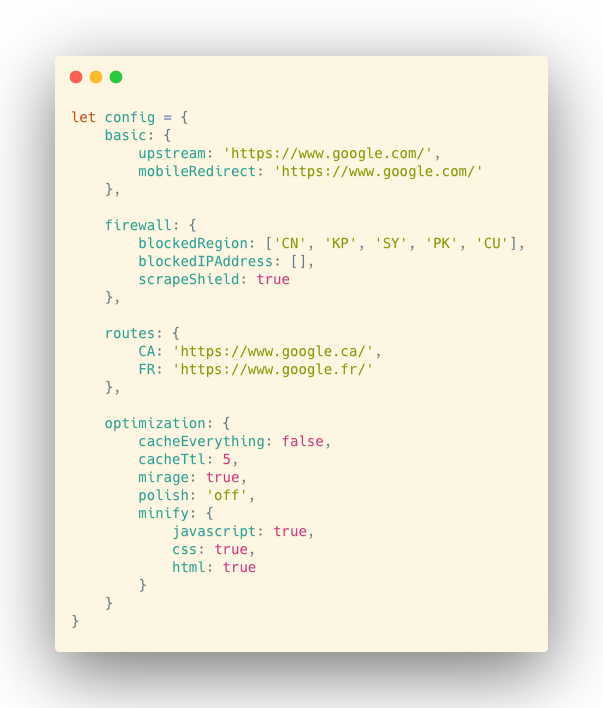 let config = {
    basic: {
        upstream: 'https://www.google.com/',
        mobileRedirect: 'https://www.google.com/'
    },

    firewall: {
        blockedRegion: ['CN', 'KP', 'SY', 'PK', 'CU'],
        blockedIPAddress: [],
        scrapeShield: true
    },

    routes: {
        CA: 'https://www.google.ca/',
        FR: 'https://www.google.fr/'
    },

    optimization: {
        cacheEverything: false,
        cacheTtl: 5,
        mirage: true,
        polish: 'off',
        minify: {
            javascript: true,
            css: true,
            html: true
        }
    }
}